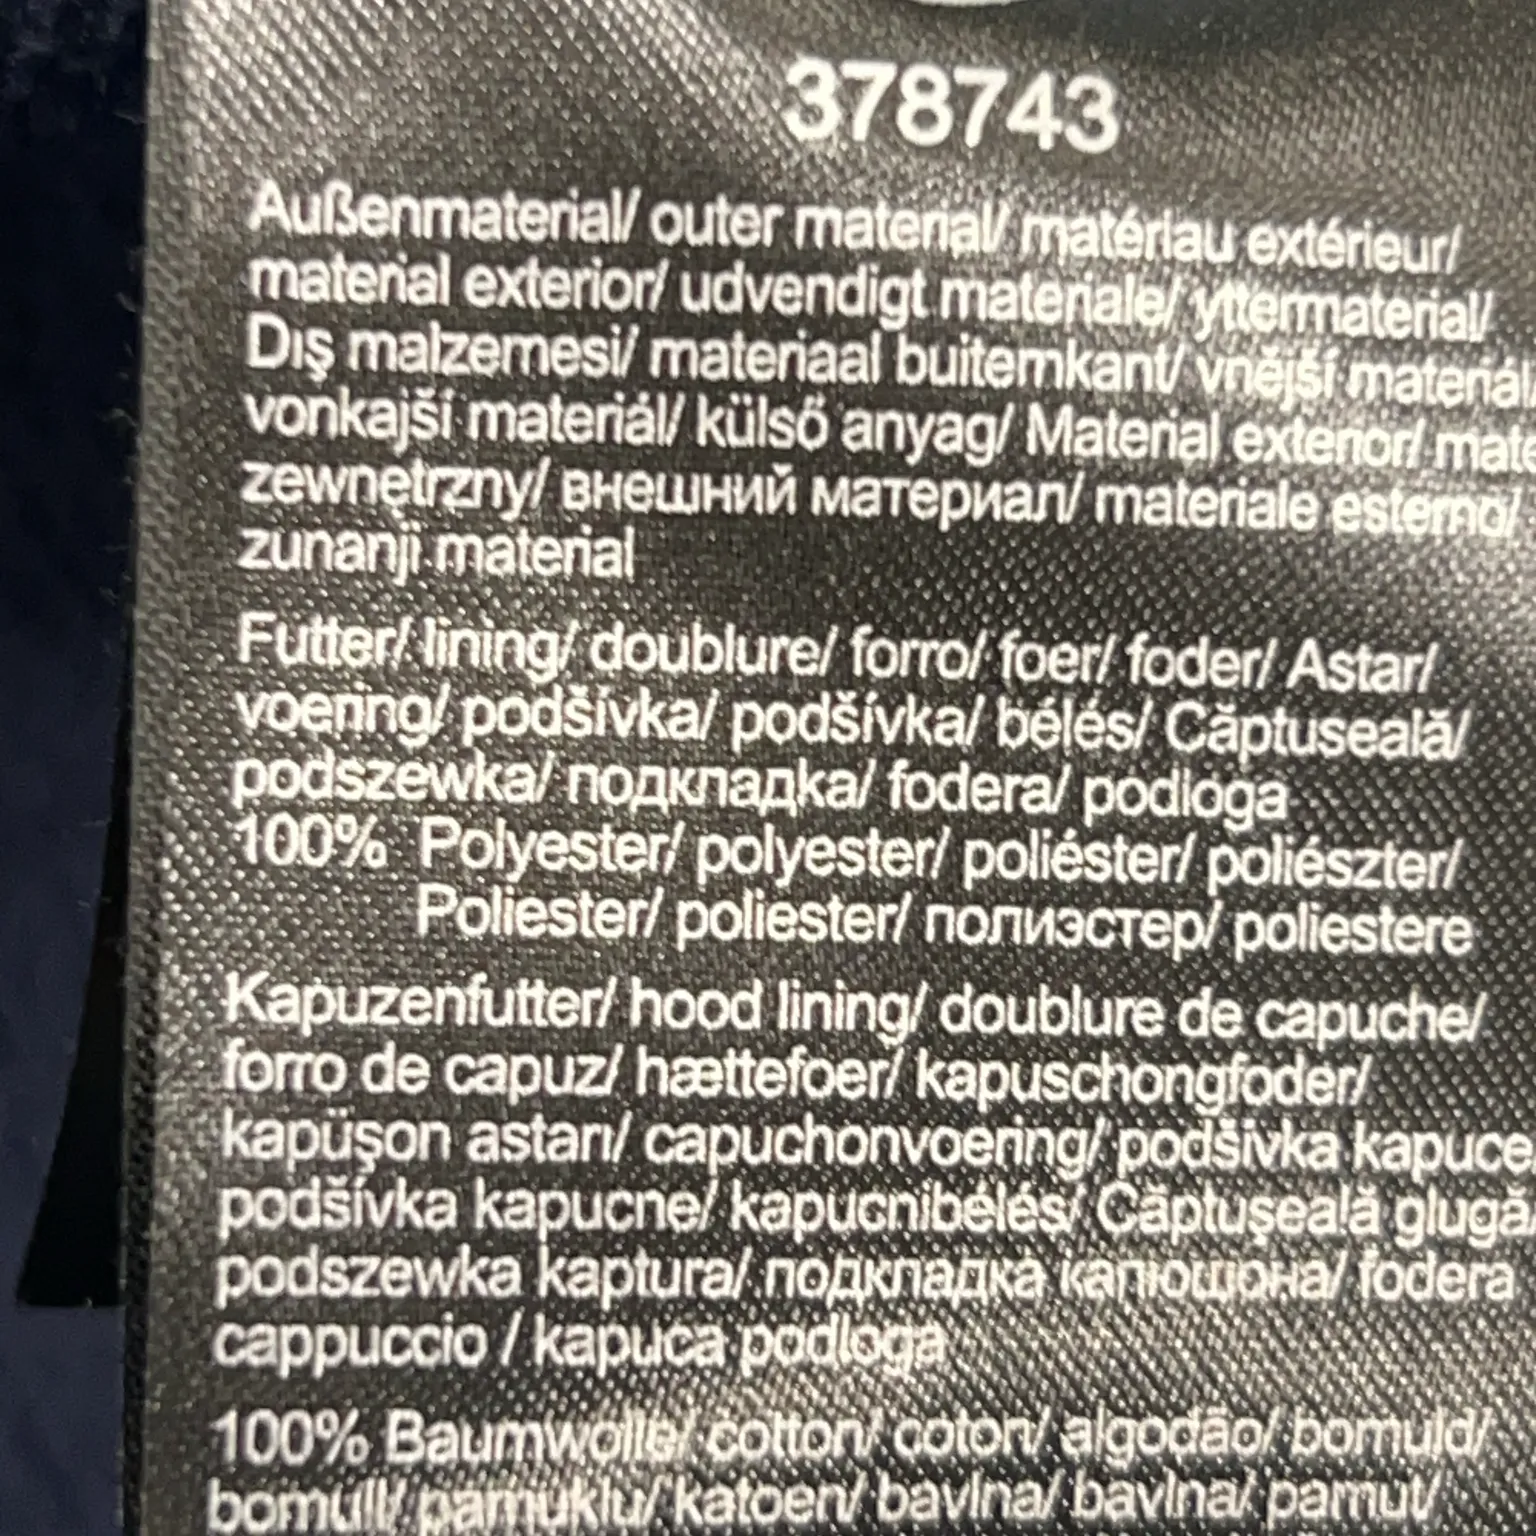 378743
Außenmaterial/ outer material/ matériau extérieur/
material exterior/ udvendigt materiale/ yttermaterial/
Dış malzemesi/ materiaal buitemkant/ vnější materiál
vonkajší materiál/ külső anyag/ Material exterior/ mate
zewnętrzny/ внешний материал/ materiale esterno/
zunanji material
Futter/ lining/ doublure/ forro/ foer/ foder/ Astar/
voering/ podšívka/ podšívka/ bélés/ Căptuseală/
podszewka/ подкладка/ fodera/ podloga
100% Polyester/ polyester/ poliéster/ poliészter/
Poliester/ poliester/ полиэстер/ poliestere
Kapuzenfutter/ hood lining/ doublure de capuche/
forro de capuz/ hættefoer/ kapuschongfoder/
kapüşon astarı/ capuchonvoering/ podšívka kapuce
podšívka kapucne/ kapucnibélés/ Căptuşeală glugă
podszewka kaptura/ подкладка капюшона/ fodera
cappuccio / kapuca podloga
100% Baumwolle/ cotton/ coton/ algodão/ bomuld/
bomull/ pamuklu/ katoen/ bavlna/ bavlna/ pamut/